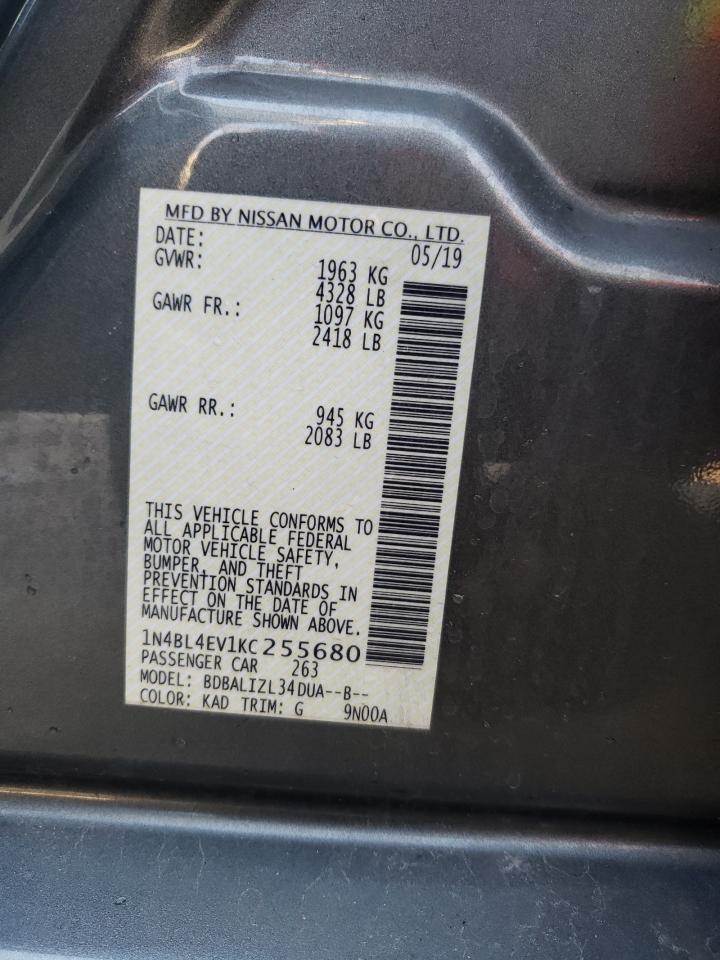 MFD BY NISSAN MOTOR CO., LTD.
DATE: 05/19
GVWR: 1963 KG
4328 LB
GAWR FR.: 1097 KG
2418 LB
GAWR RR.: 945 KG
2083 LB
THIS VEHICLE CONFORMS TO
ALL APPLICABLE FEDERAL
MOTOR VEHICLE SAFETY,
BUMPER, AND THEFT
PREVENTION STANDARDS IN
EFFECT ON THE DATE OF
MANUFACTURE SHOWN ABOVE.
1N4BL4EV1KC255680
PASSENGER CAR 263
MODEL: BDBALIZL34DUA--B--
COLOR: KAD TRIM: G 9N00A